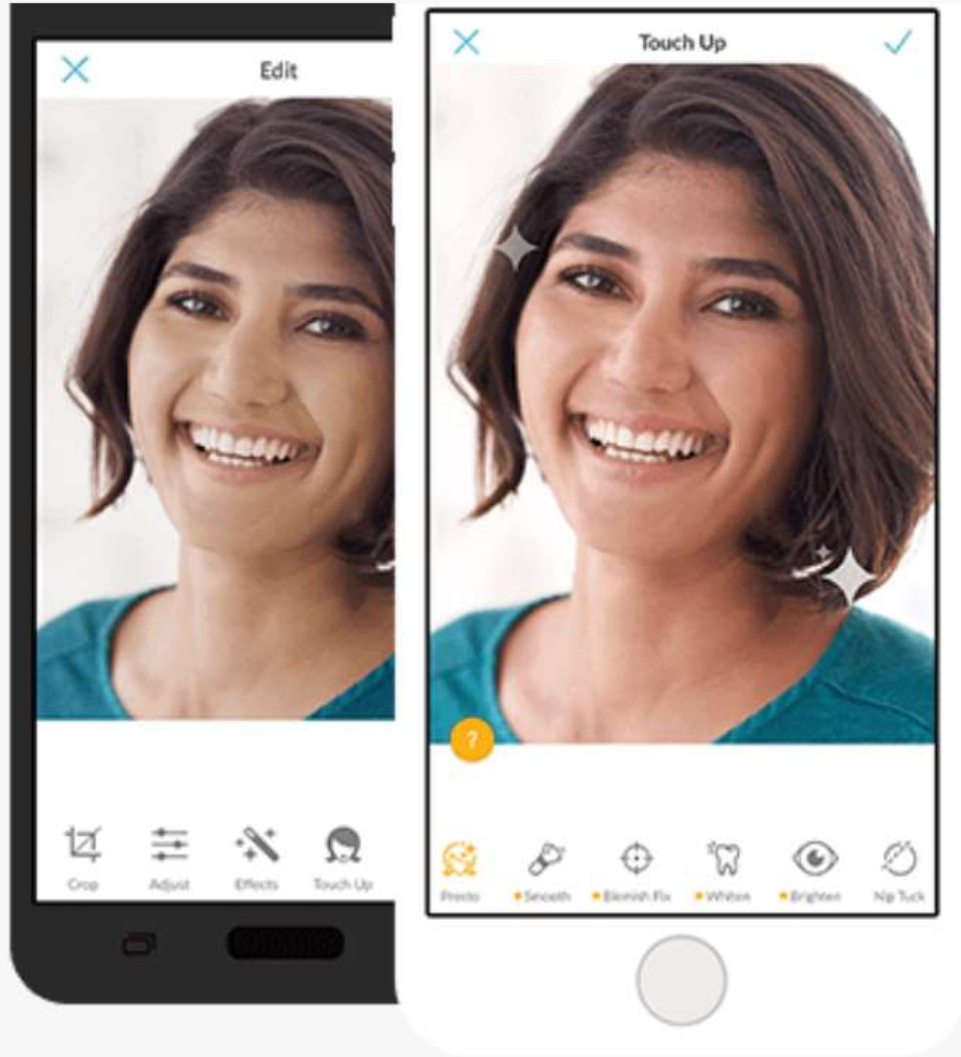 Edit
Crop
Adjust
Effects
Touch Up
Touch Up
?
Presto
Smooth
Blemish Fix
Whiten
Brighten
Nip Tuck